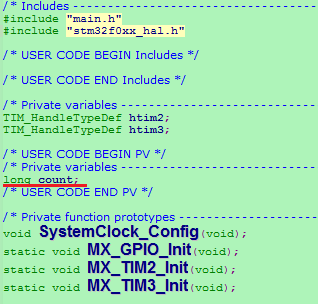 /* Includes ------------------------------------
#include "main.h"
#include "stm32f0xx_hal.h"
/* USER CODE BEGIN Includes */
/* USER CODE END Includes */
/* Private variables ----------------------------
TIM_HandleTypeDef htim2;
TIM_HandleTypeDef htim3;
/* USER CODE BEGIN PV */
/* Private variables ----------------------------
long count;
/* USER CODE END PV */
/* Private function prototypes ------------------
void SystemClock_Config(void);
static void MX_GPIO_Init(void);
static void MX_TIM2_Init(void);
static void MX_TIM3_Init(void);